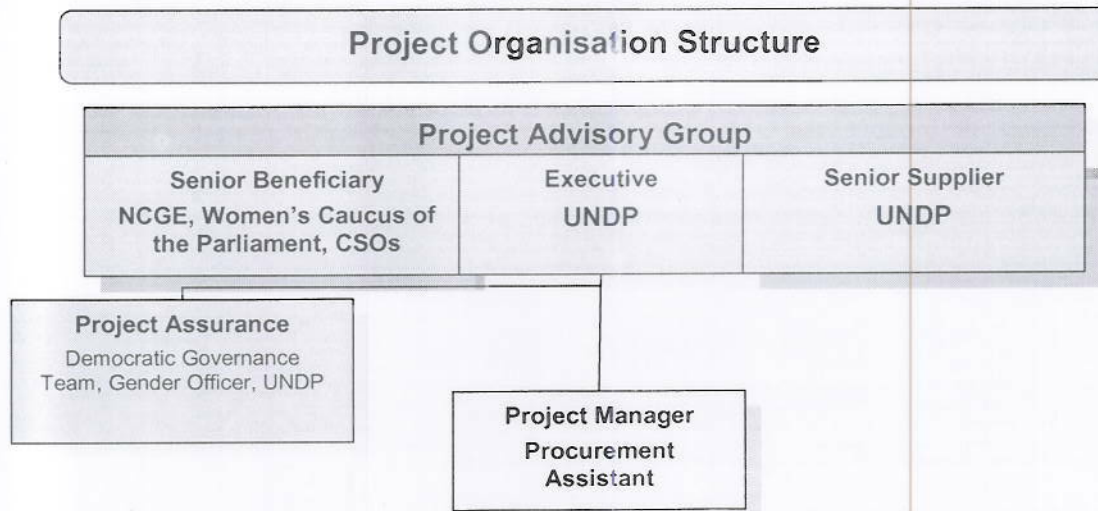 Project Organisation Structure
Project Advisory Group
Senior Beneficiary
NCGE, Women's Caucus of
the Parliament, CSOs
Executive
UNDP
Senior Supplier
UNDP
Project Assurance
Democratic Governance
Team, Gender Officer, UNDP
Project Manager
Procurement
Assistant